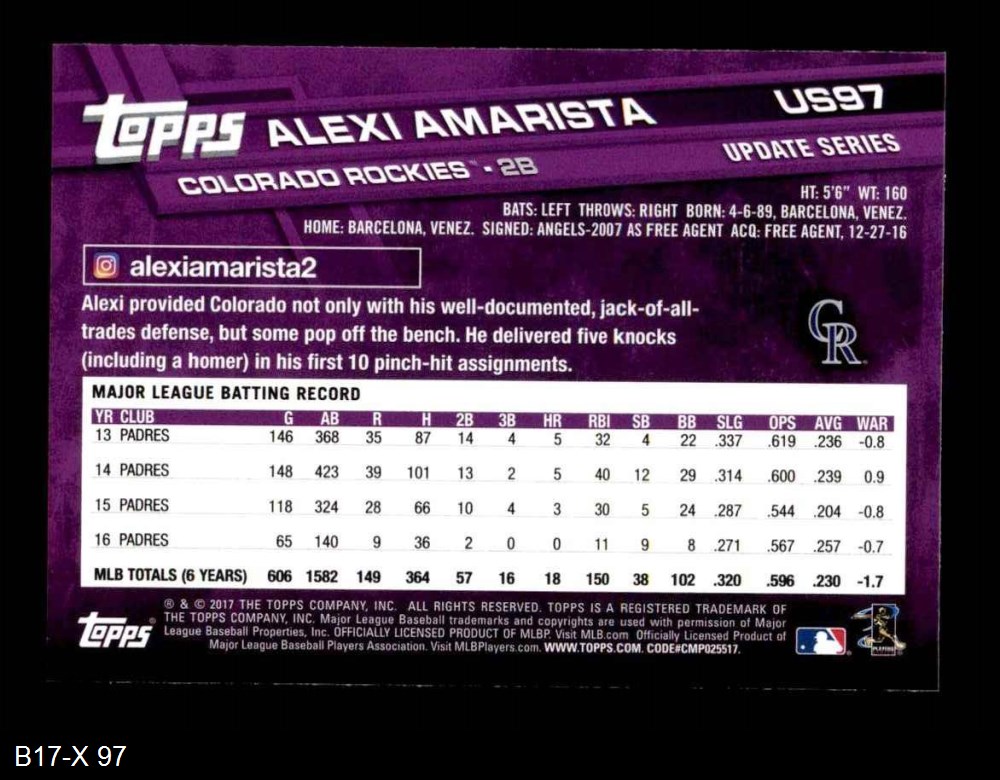 TOPPS ALEXI AMARISTA US97
COLORADO ROCKIES™ • 2B UPDATE SERIES
HT: 5'6" WT: 160
BATS: LEFT THROWS: RIGHT BORN: 4-6-89, BARCELONA, VENEZ.
HOME: BARCELONA, VENEZ. SIGNED: ANGELS-2007 AS FREE AGENT ACQ: FREE AGENT, 12-27-16
alexiamarista2
Alexi provided Colorado not only with his well-documented, jack-of-all-
trades defense, but some pop off the bench. He delivered five knocks
(including a homer) in his first 10 pinch-hit assignments.
CR
MAJOR LEAGUE BATTING RECORD
YR CLUB G AB R H 2B 3B HR RBI SB BB SLG OPS AVG WAR
13 PADRES 146 368 35 87 14 4 5 32 4 22 .337 .619 .236 -0.8
14 PADRES 148 423 39 101 13 2 5 40 12 29 .314 .600 .239 0.9
15 PADRES 118 324 28 66 10 4 3 30 5 24 .287 .544 .204 -0.8
16 PADRES 65 140 9 36 2 0 0 11 9 8 .271 .567 .257 -0.7
MLB TOTALS (6 YEARS) 606 1582 149 364 57 16 18 150 38 102 .320 .596 .230 -1.7
® & © 2017 THE TOPPS COMPANY, INC. ALL RIGHTS RESERVED. TOPPS IS A REGISTERED TRADEMARK OF
THE TOPPS COMPANY, INC. Major League Baseball trademarks and copyrights are used with permission of Major
League Baseball Properties, Inc. OFFICIALLY LICENSED PRODUCT OF MLBP. Visit MLB.com Officially Licensed Product of
Major League Baseball Players Association. Visit MLBPlayers.com. WWW.TOPPS.COM. CODE#CMP025517.
TOPPS
B17-X 97